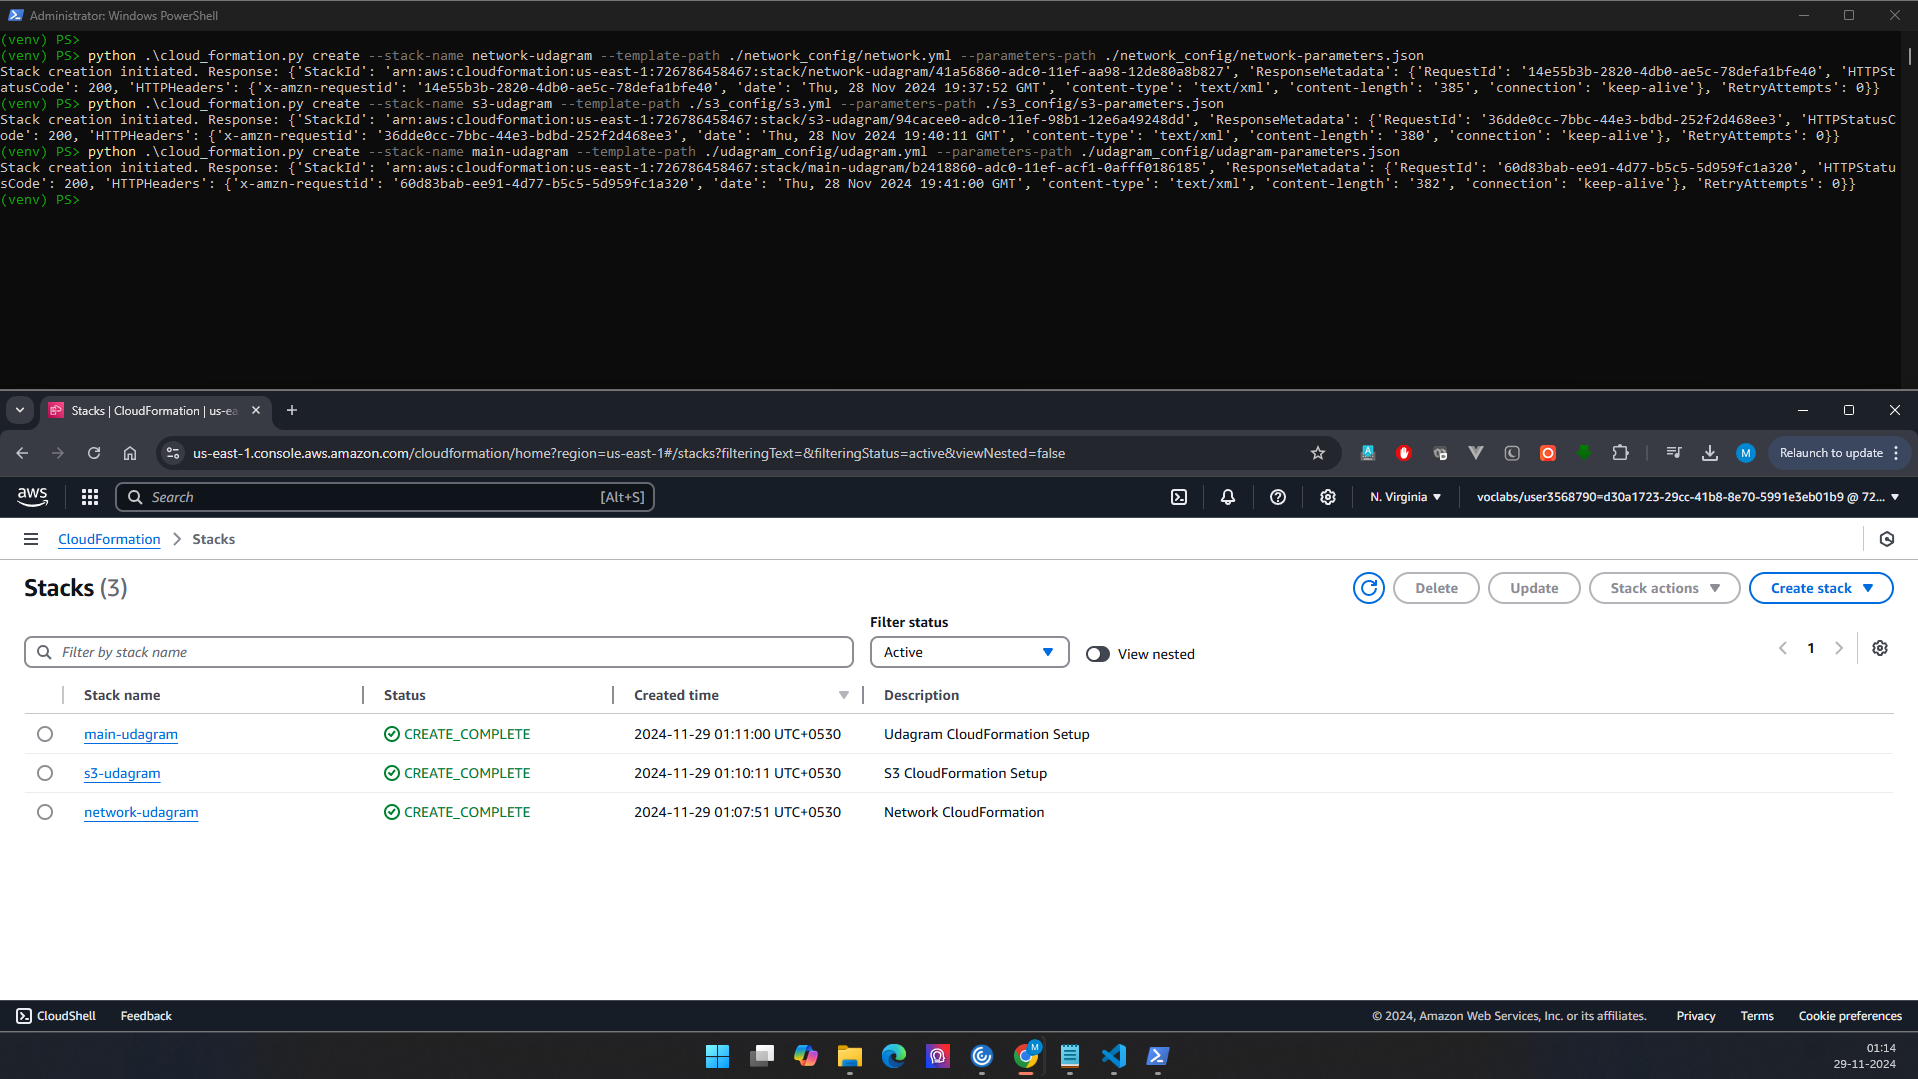 Administrator: Windows PowerShell
(venv) PS>
(venv) PS> python .\cloud_formation.py create --stack-name network-udagram --template-path ./network_config/network.yml --parameters-path ./network_config/network-parameters.json
Stack creation initiated. Response: {'StackId': 'arn:aws:cloudformation:us-east-1:726786458467:stack/network-udagram/41a56860-adc0-11ef-aa98-12de80a8b827', 'ResponseMetadata': {'RequestId': '14e55b3b-2820-4db0-ae5c-78defa1bfe40', 'HTTPSt
atusCode': 200, 'HTTPHeaders': {'x-amzn-requestid': '14e55b3b-2820-4db0-ae5c-78defa1bfe40', 'date': 'Thu, 28 Nov 2024 19:37:52 GMT', 'content-type': 'text/xml', 'content-length': '385', 'connection': 'keep-alive'}, 'RetryAttempts': 0}}
(venv) PS> python .\cloud_formation.py create --stack-name s3-udagram --template-path ./s3_config/s3.yml --parameters-path ./s3_config/s3-parameters.json
Stack creation initiated. Response: {'StackId': 'arn:aws:cloudformation:us-east-1:726786458467:stack/s3-udagram/94cacee0-adc0-11ef-98b1-12e6a49248dd', 'ResponseMetadata': {'RequestId': '36dde0cc-7bbc-44e3-bdbd-252f2d468ee3', 'HTTPStatusC
ode': 200, 'HTTPHeaders': {'x-amzn-requestid': '36dde0cc-7bbc-44e3-bdbd-252f2d468ee3', 'date': 'Thu, 28 Nov 2024 19:40:11 GMT', 'content-type': 'text/xml', 'content-length': '380', 'connection': 'keep-alive'}, 'RetryAttempts': 0}}
(venv) PS> python .\cloud_formation.py create --stack-name main-udagram --template-path ./udagram_config/udagram.yml --parameters-path ./udagram_config/udagram-parameters.json
Stack creation initiated. Response: {'StackId': 'arn:aws:cloudformation:us-east-1:726786458467:stack/main-udagram/b2418860-adc0-11ef-acf1-0afff0186185', 'ResponseMetadata': {'RequestId': '60d83bab-ee91-4d77-b5c5-5d959fc1a320', 'HTTPStatu
sCode': 200, 'HTTPHeaders': {'x-amzn-requestid': '60d83bab-ee91-4d77-b5c5-5d959fc1a320', 'date': 'Thu, 28 Nov 2024 19:41:00 GMT', 'content-type': 'text/xml', 'content-length': '382', 'connection': 'keep-alive'}, 'RetryAttempts': 0}}
(venv) PS>
Stacks | CloudFormation | us-ea
us-east-1.console.aws.amazon.com/cloudformation/home?region=us-east-1#/stacks?filteringText=&filteringStatus=active&viewNested=false
M
Relaunch to update
aws
Search
[Alt+S]
N. Virginia
voclabs/user3568790=d30a1723-29cc-41b8-8e70-5991e3eb01b9 @ 72...
CloudFormation
Stacks
Stacks (3)
Delete
Update
Stack actions
Create stack
Filter by stack name
Filter status
Active
View nested
1
Stack name Status Created time Description
main-udagram CREATE_COMPLETE 2024-11-29 01:11:00 UTC+0530 Udagram CloudFormation Setup
s3-udagram CREATE_COMPLETE 2024-11-29 01:10:11 UTC+0530 S3 CloudFormation Setup
network-udagram CREATE_COMPLETE 2024-11-29 01:07:51 UTC+0530 Network CloudFormation
CloudShell Feedback © 2024, Amazon Web Services, Inc. or its affiliates. Privacy Terms Cookie preferences
M
01:14
29-11-2024